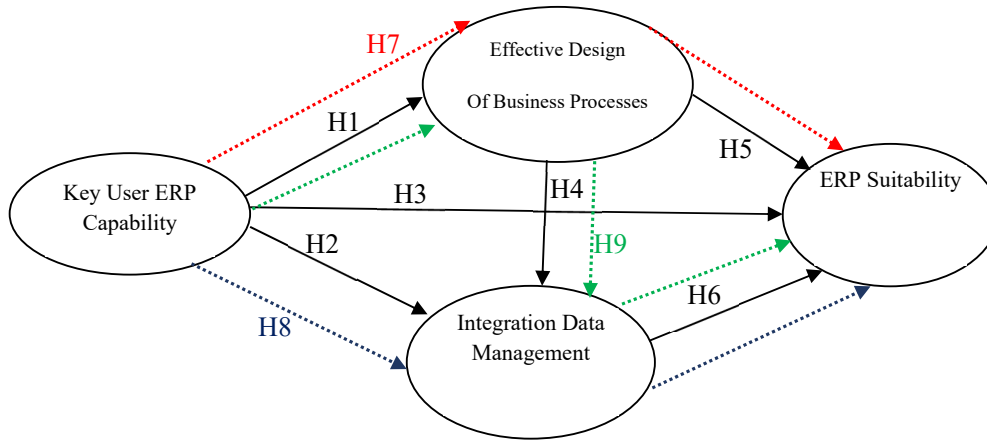 H7
Effective Design
Of Business Processes
H1
H5
Key User ERP
Capability
H3
H4
ERP Suitability
H2
H9
H8
H6
Integration Data
Management